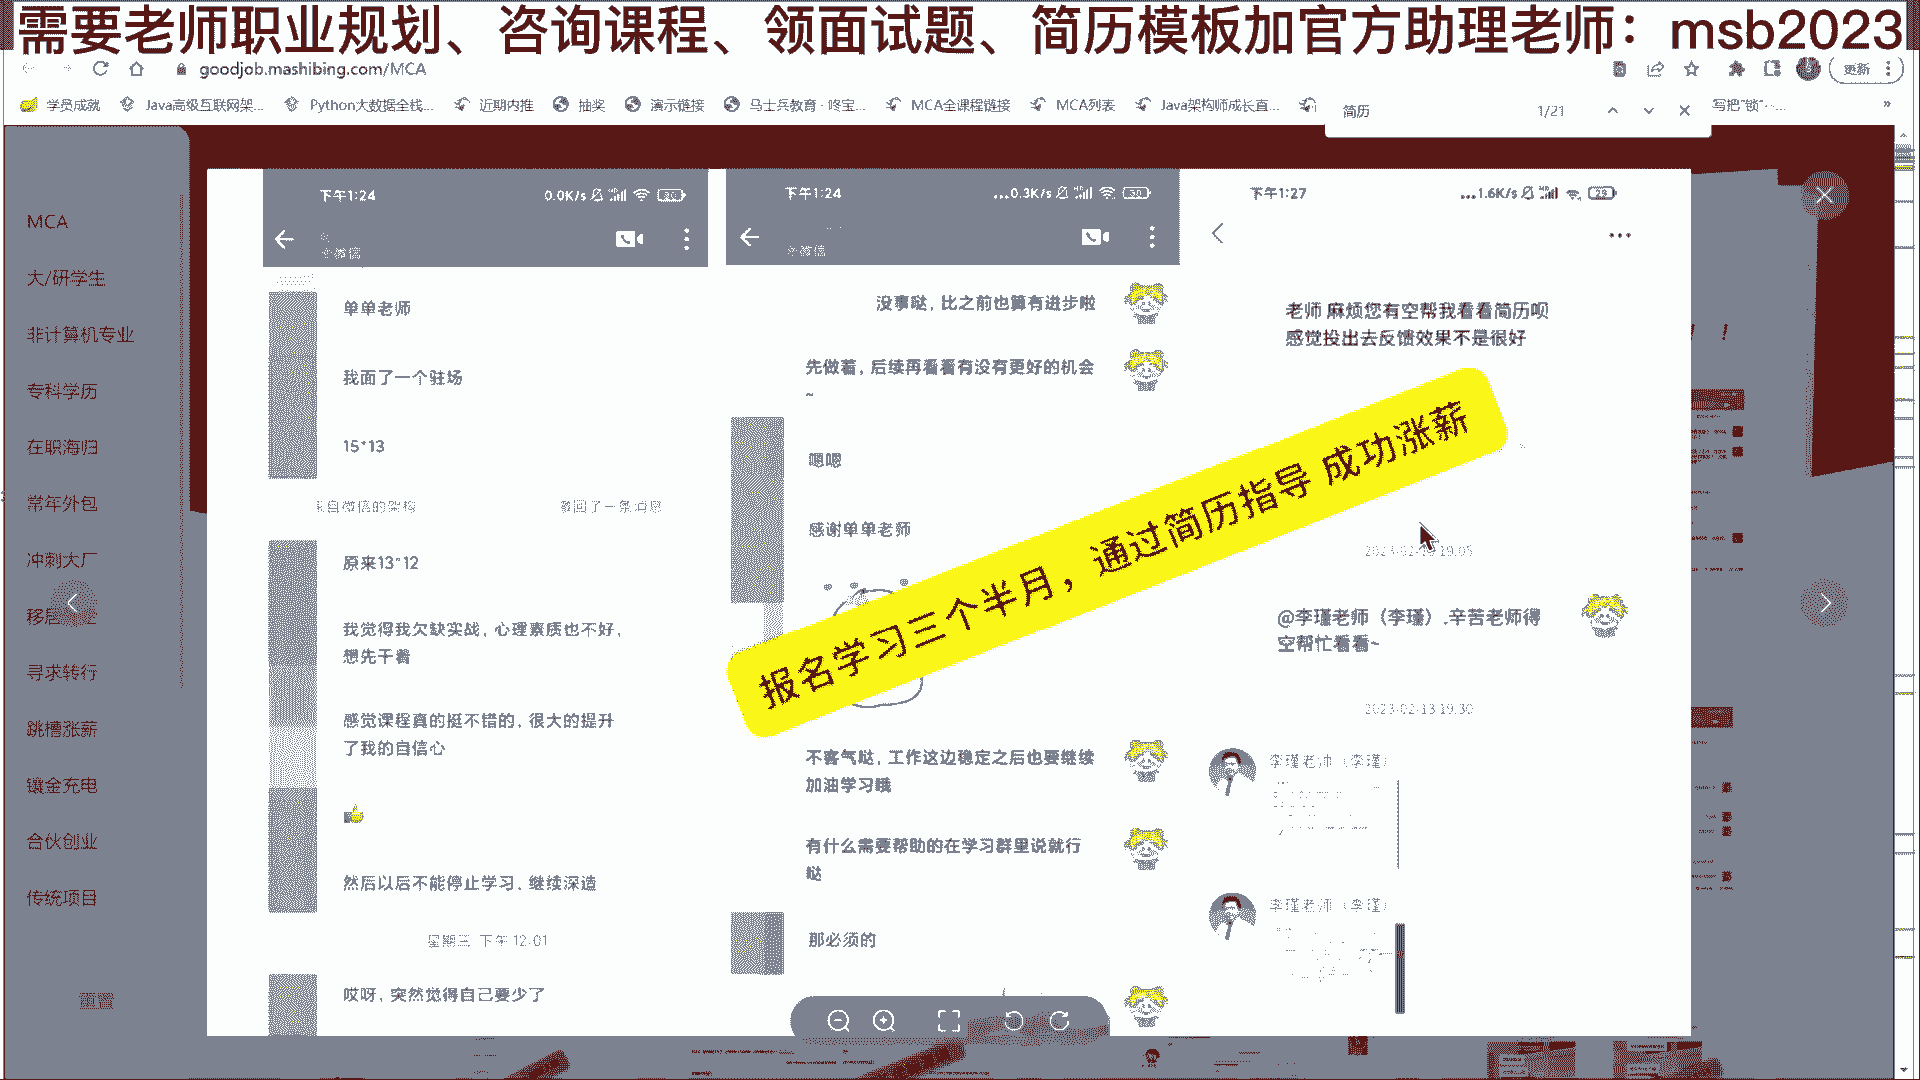 需要老师职业规划、咨询课程、领面试题、简历模板加官方助理老师：msb2023
goodjob.mashibing.com/MCA
更新
学员成就
Java高级互联网架...
Python大数据全栈...
近期内推
抽奖
演示链接
马士兵教育 · 咚宝...
MCA全课程链接
MCA列表
Java架构师成长直...
简历
1/21
写把"锁"-...
MCA
大/研学生
非计算机专业
专科学历
在职海归
常年外包
冲刺大厂
寻求转行
跳槽涨薪
镶金充电
合伙创业
传统项目
重置
下午1:24
0.0K/s
单单老师
我面了一个驻场
15*13
原来13*12
我觉得我欠缺实战，心理素质也不好，
想先干着
感觉课程真的挺不错的，很大的提升
了我的自信心
然后以后不能停止学习，继续深造
星期三 下午 12:01
哎呀，突然觉得自己要少了
下午1:24
...0.3K/s
没事哒，比之前也算有进步啦
先做着，后续再看看有没有更好的机会
~
嗯嗯
感谢单单老师
不客气哒，工作这边稳定之后也要继续
加油学习哦
有什么需要帮助的在学习群里说就行
哒
那必须的
下午1:27
...1.6K/s
29
老师 麻烦您有空帮我看看简历呗
感觉投出去反馈效果不是很好
@李瑾老师（李瑾）,辛苦老师得
空帮忙看看~
2023-02-13 19:30
李瑾老师（李瑾）
李瑾老师（李瑾）
报名学习三个半月，通过简历指导 成功涨薪